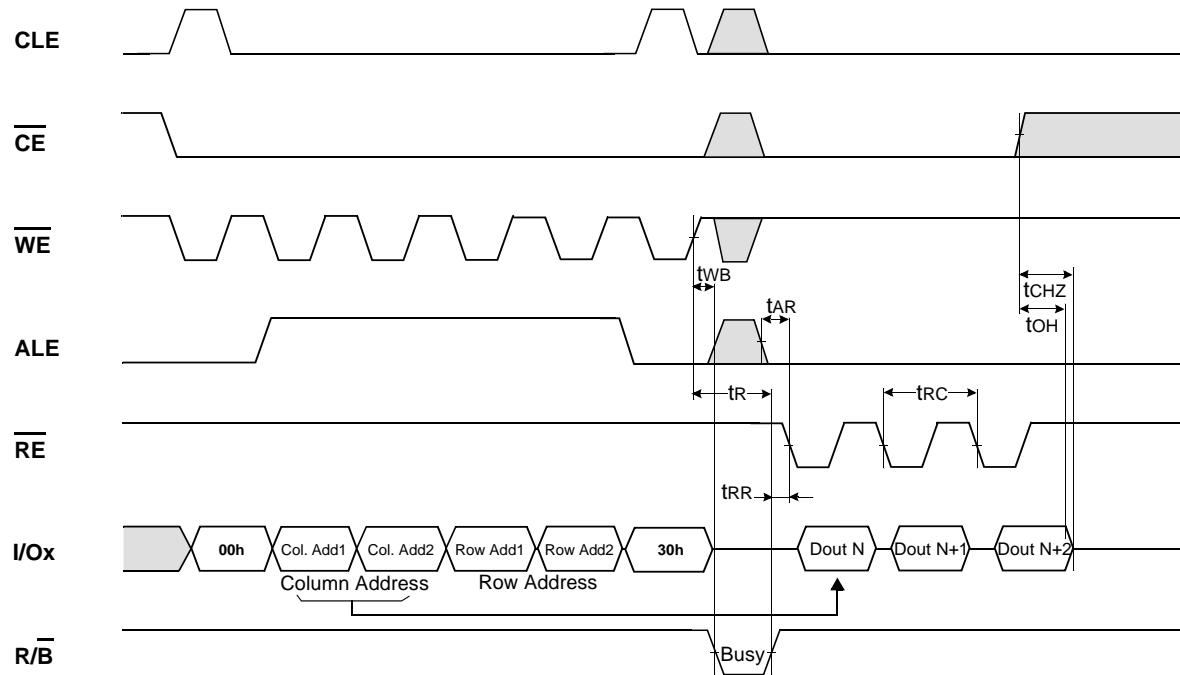 CLE
CE
WE
tWB
tCHZ
tAR
tOH
ALE
tR
tRC
RE
tRR
I/Ox
00h Col. Add1 Col. Add2 Row Add1 Row Add2 30h Dout N Dout N+1 Dout N+2
Column Address Row Address
R/B
Busy